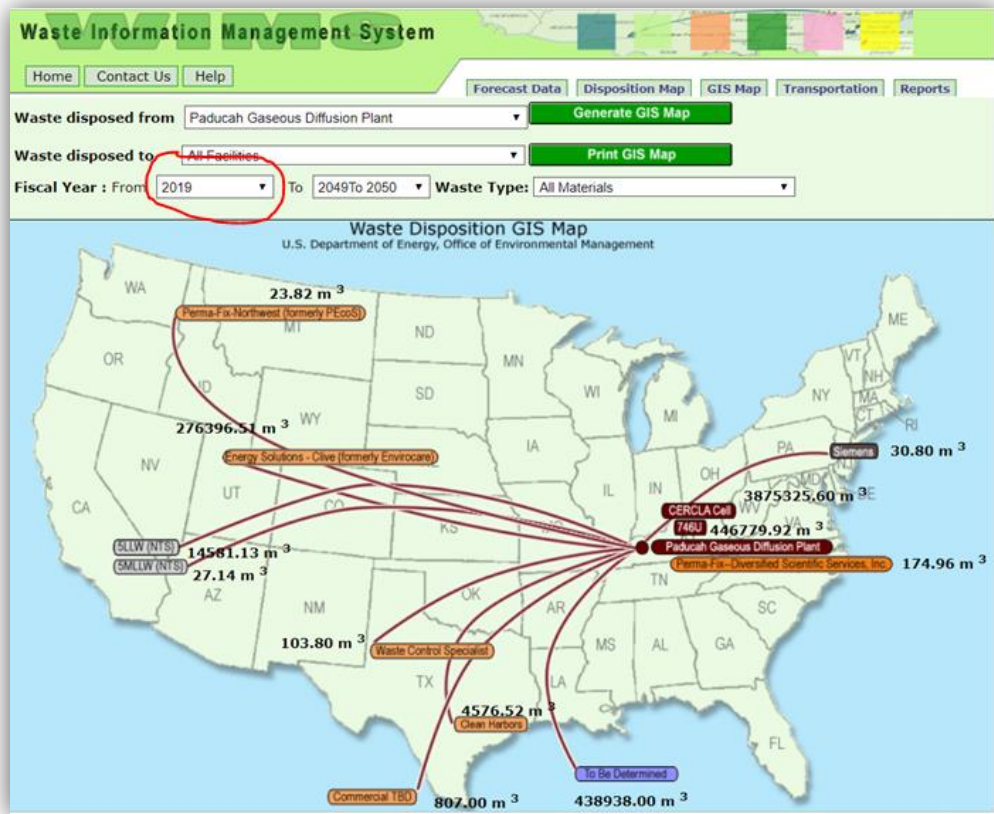 Waste Information Management System
Home Contact Us Help
Forecast Data Disposition Map GIS Map Transportation Reports
Waste disposed from Paducah Gaseous Diffusion Plant Generate GIS Map
Waste disposed to All Facilities Print GIS Map
Fiscal Year : From 2019 To 2049To 2050 Waste Type: All Materials
Waste Disposition GIS Map
U.S. Department of Energy, Office of Environmental Management
WA
23.82 m 3
Perma-Fix-Northwest (formerly PEcoS)
MT
ND
MN
ME
OR
ID
SD
WI
MI
VT
NH
NY
MA
CT
RI
WY
276396.51 m 3
Energy Solutions - Clive (formerly Envirocare)
IA
PA
Siemens 30.80 m 3
NJ
NV
UT
CO
IL
IN
OH
MD
DE
WV
3875325.60 m 3
CA
KS
CERCLA Cell
VA
746U 446779.92 m 3
5LLW (NTS) 14581.13 m 3
Paducah Gaseous Diffusion Plant
5MLLW (NTS) 27.14 m 3
Perma-Fix--Diversified Scientific Services, Inc. 174.96 m 3
TN
AZ
NM
OK
AR
SC
103.80 m 3
Waste Control Specialist
MS
AL
GA
TX
LA
4576.52 m 3
Clean Harbors
FL
To Be Determined
Commercial TBD 807.00 m 3
438938.00 m 3